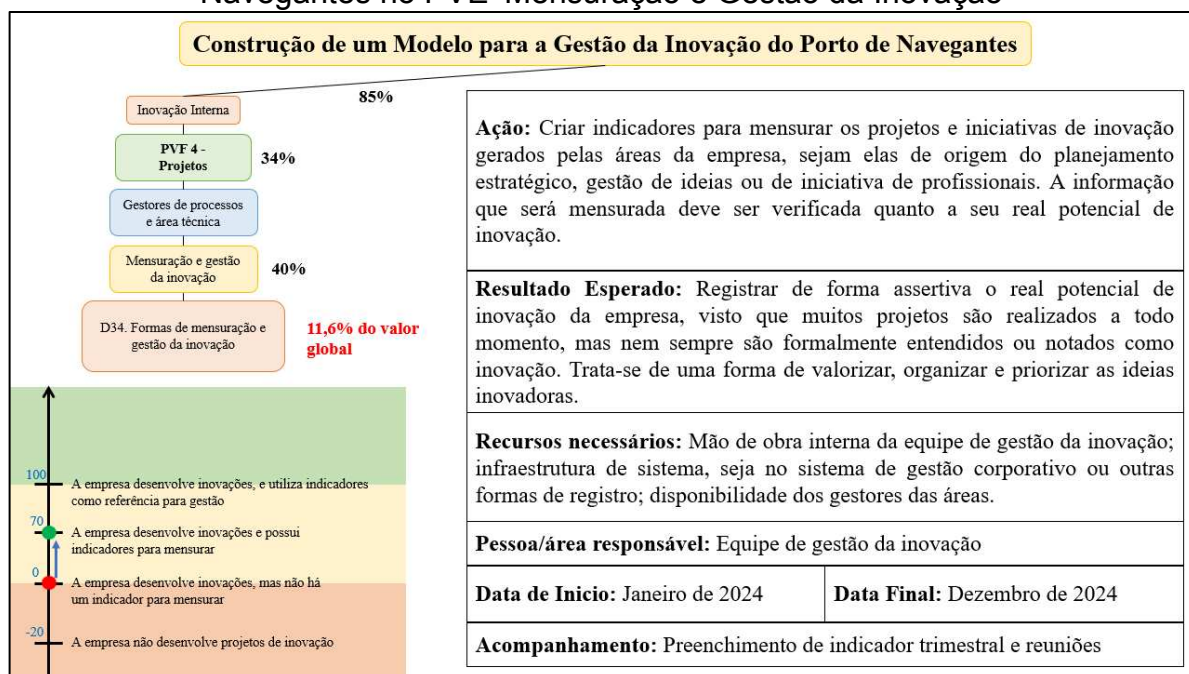 Navegantes no PVE Mensuração e Gestão da Inovação
Construção de um Modelo para a Gestão da Inovação do Porto de Navegantes
85%
Inovação Interna
PVF 4 -
Projetos
34%
Gestores de processos
e área técnica
Mensuração e gestão
da inovação
40%
D34. Formas de mensuração e
gestão da inovação
11,6% do valor
global
100
A empresa desenvolve inovações, e utiliza indicadores
como referência para gestão
70
A empresa desenvolve inovações e possui
indicadores para mensurar
0
A empresa desenvolve inovações, mas não há
um indicador para mensurar
-20
A empresa não desenvolve projetos de inovação
Ação: Criar indicadores para mensurar os projetos e iniciativas de inovação
gerados pelas áreas da empresa, sejam elas de origem do planejamento
estratégico, gestão de ideias ou de iniciativa de profissionais. A informação
que será mensurada deve ser verificada quanto a seu real potencial de
inovação.
Resultado Esperado: Registrar de forma assertiva o real potencial de
inovação da empresa, visto que muitos projetos são realizados a todo
momento, mas nem sempre são formalmente entendidos ou notados como
inovação. Trata-se de uma forma de valorizar, organizar e priorizar as ideias
inovadoras.
Recursos necessários: Mão de obra interna da equipe de gestão da inovação;
infraestrutura de sistema, seja no sistema de gestão corporativo ou outras
formas de registro; disponibilidade dos gestores das áreas.
Pessoa/área responsável: Equipe de gestão da inovação
Data de Inicio: Janeiro de 2024
Data Final: Dezembro de 2024
Acompanhamento: Preenchimento de indicador trimestral e reuniões